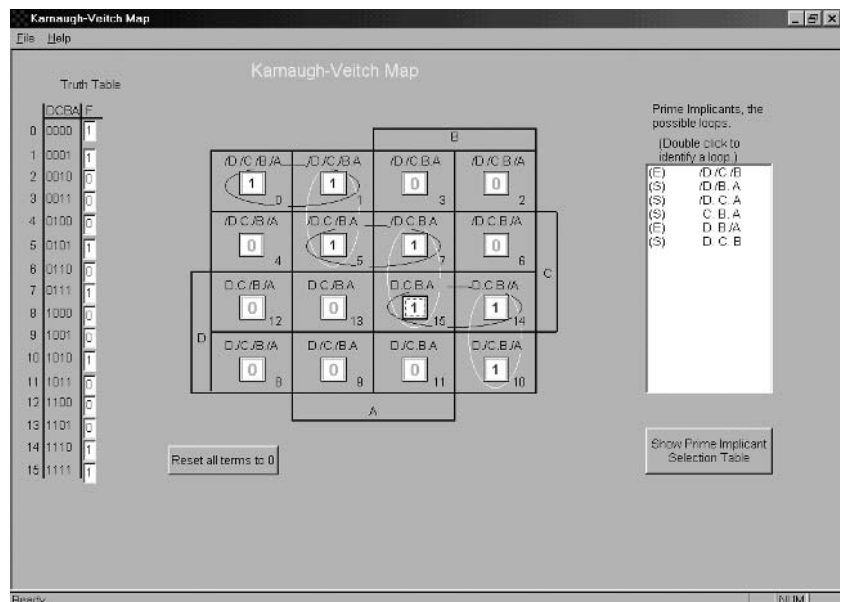 Karnaugh-Veitch Map
File Help
Karnaugh-Veitch Map
Truth Table
DCBA F
0 0000 1
1 0001 1
2 0010 0
3 0011 0
4 0100 0
5 0101 1
6 0110 0
7 0111 1
8 1000 0
9 1001 0
10 1010 1
11 1011 0
12 1100 0
13 1101 0
14 1110 1
15 1111 1
B
/D/C/B/A /D/C/B.A /D/C.B.A /D/C.B/A
1 1 0 0
0 1 3 2
/D.C/B/A /D.C/B.A /D.C.B.A /D.C.B/A
0 1 1 0
4 5 7 6
C
D.C/B/A D.C/B.A D.C.B.A D.C.B/A
0 0 1 1
12 13 15 14
D
D/C/B/A D/C/B.A D/C.B.A D/C.B/A
0 0 0 1
8 9 11 10
A
Reset all terms to 0
Prime Implicants, the
possible loops.
(Double click to
identify a loop.)
(E) /D/C/B
(S) /D/B.A
(S) /D.C.A
(S) C.B.A
(E) D.B/A
(S) D.C.B
Show Prime Implicant
Selection Table
Ready NUM